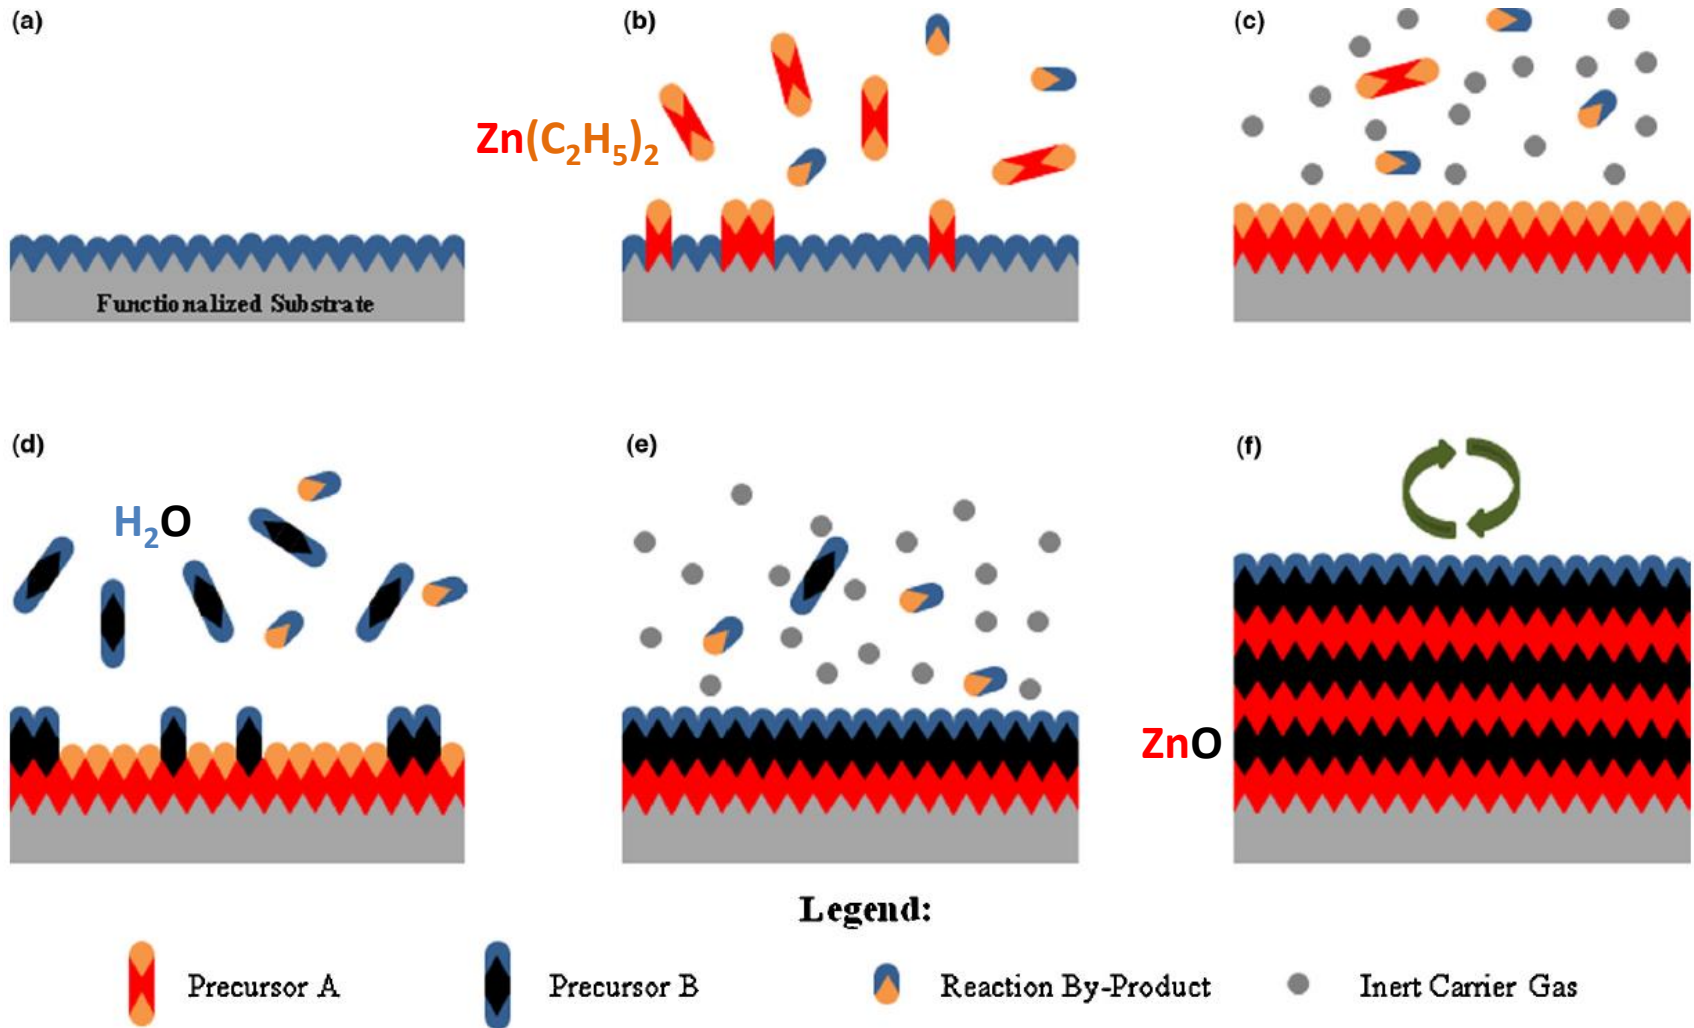 (a)
(b)
(c)
Zn(C₂H₅)₂
Functionalized Substrate
(d)
(e)
(f)
H₂O
ZnO
Legend:
Precursor A
Precursor B
Reaction By-Product
Inert Carrier Gas